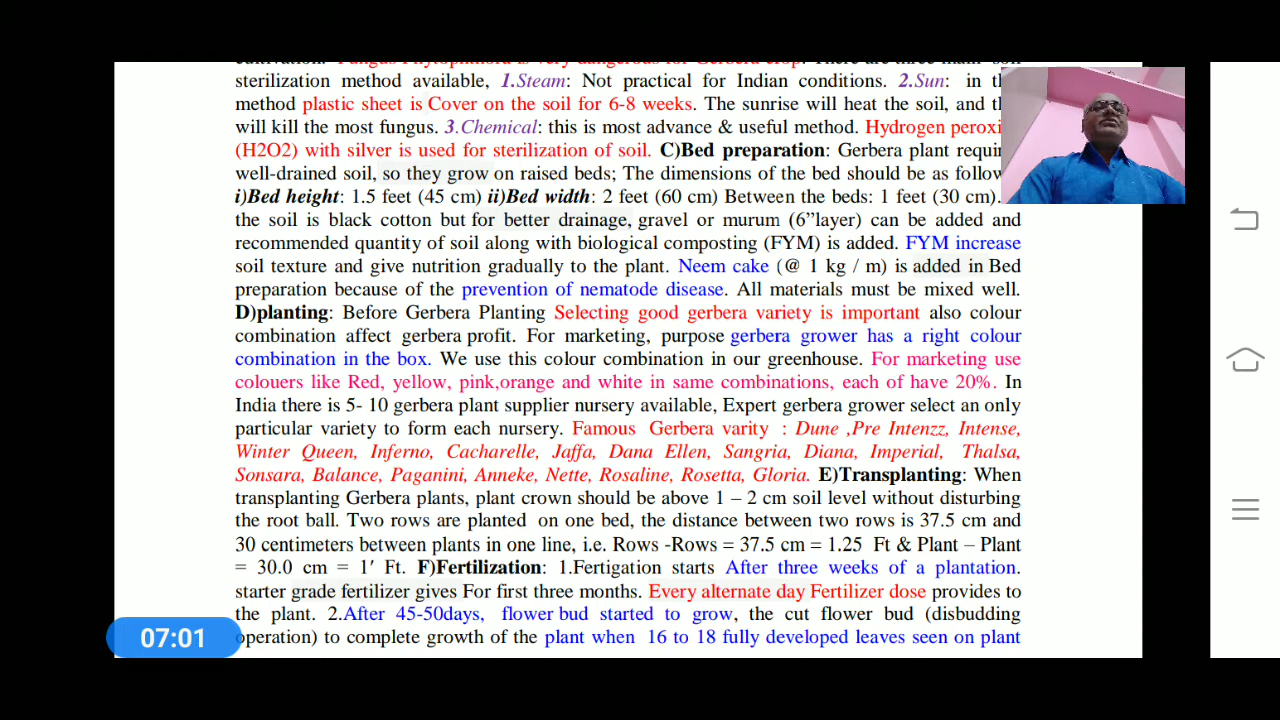 cultivation. Fungus Phytophthora is very dangerous for Gerbera crop. There are three main soil
sterilization method available, 1.Steam: Not practical for Indian conditions. 2.Sun: in
method plastic sheet is Cover on the soil for 6-8 weeks. The sunrise will heat the soil, and
will kill the most fungus. 3.Chemical: this is most advance & useful method. Hydrogen
(H2O2) with silver is used for sterilization of soil. C)Bed preparation: Gerbera plant
well-drained soil, so they grow on raised beds; The dimensions of the bed should be as
i)Bed height: 1.5 feet (45 cm) ii)Bed width: 2 feet (60 cm) Between the beds: 1 feet (30 cm).
the soil is black cotton but for better drainage, gravel or murum (6”layer) can be added and
recommended quantity of soil along with biological composting (FYM) is added. FYM increase
soil texture and give nutrition gradually to the plant. Neem cake (@ 1 kg / m) is added in Bed
preparation because of the prevention of nematode disease. All materials must be mixed well.
D)planting: Before Gerbera Planting Selecting good gerbera variety is important also colour
combination affect gerbera profit. For marketing, purpose gerbera grower has a right colour
combination in the box. We use this colour combination in our greenhouse. For marketing use
colouers like Red, yellow, pink,orange and white in same combinations, each of have 20%. In
India there is 5- 10 gerbera plant supplier nursery available, Expert gerbera grower select an only
particular variety to form each nursery. Famous Gerbera varity : Dune ,Pre Intenzz, Intense,
Winter Queen, Inferno, Cacharelle, Jaffa, Dana Ellen, Sangria, Diana, Imperial, Thalsa,
Sonsara, Balance, Paganini, Anneke, Nette, Rosaline, Rosetta, Gloria. E)Transplanting: When
transplanting Gerbera plants, plant crown should be above 1 – 2 cm soil level without disturbing
the root ball. Two rows are planted on one bed, the distance between two rows is 37.5 cm and
30 centimeters between plants in one line, i.e. Rows -Rows = 37.5 cm = 1.25 Ft & Plant – Plant
= 30.0 cm = 1′ Ft. F)Fertilization: 1.Fertigation starts After three weeks of a plantation.
starter grade fertilizer gives For first three months. Every alternate day Fertilizer dose provides to
the plant. 2.After 45-50days, flower bud started to grow, the cut flower bud (disbudding
operation) to complete growth of the plant when 16 to 18 fully developed leaves seen on plant
07:01